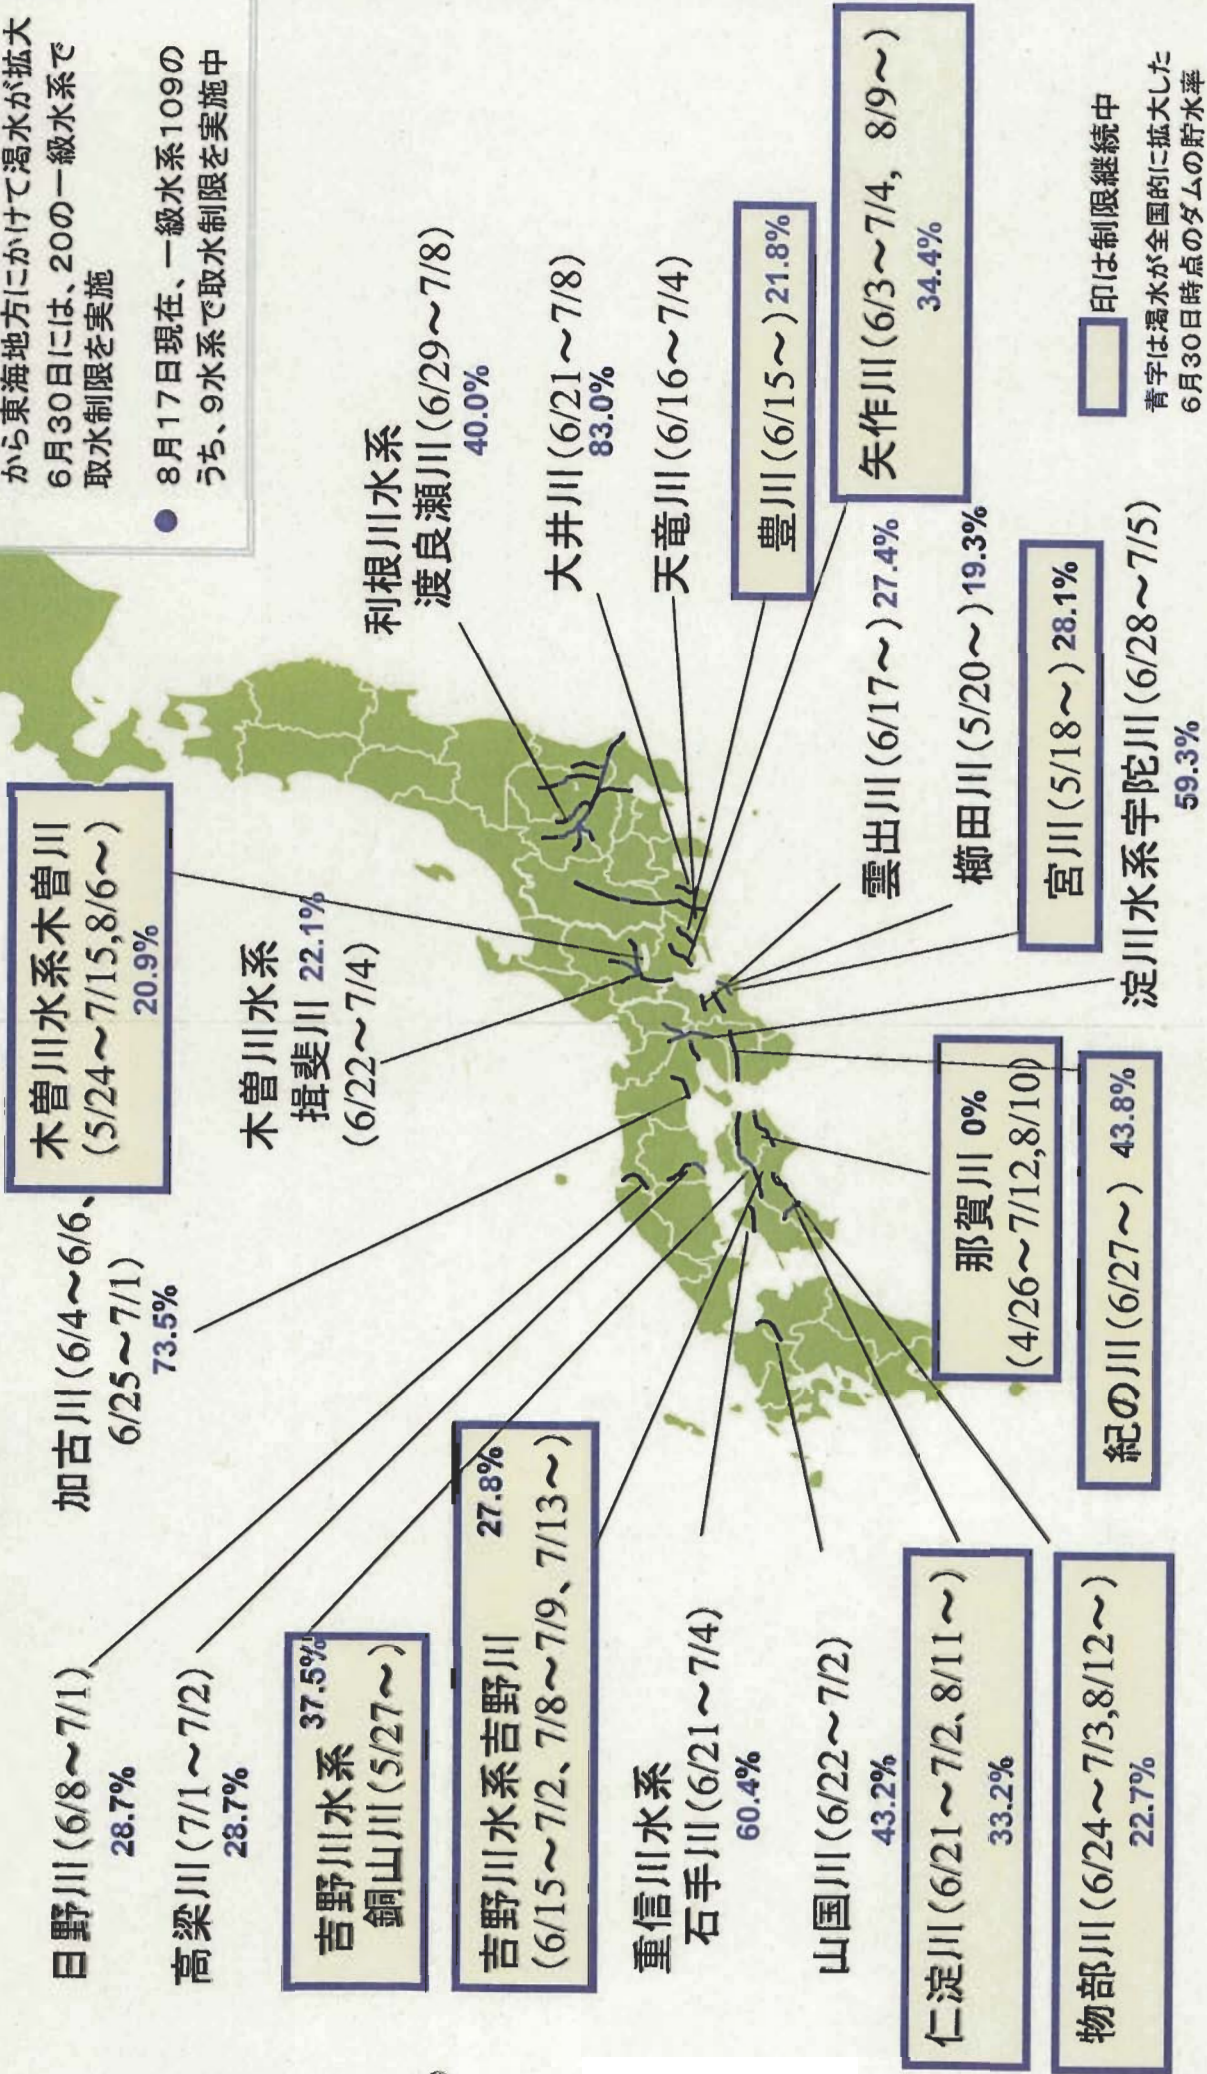 から東海地方にかけて渇水が拡大
6月30日には、20の一級水系で
取水制限を実施
● 8月17日現在、一級水系109の
うち、9水系で取水制限を実施中
日野川(6/8～7/1)
28.7%
高梁川(7/1～7/2)
28.7%
加古川(6/4～6/6、
6/25～7/1)
73.5%
木曽川水系木曽川
(5/24～7/15,8/6～)
20.9%
木曽川水系
揖斐川 22.1%
(6/22～7/4)
利根川水系
渡良瀬川(6/29～7/8)
40.0%
大井川(6/21～7/8)
83.0%
天竜川(6/16～7/4)
豊川(6/15～)21.8%
矢作川(6/3～7/4, 8/9～)
34.4%
吉野川水系 37.5%
銅山川(5/27～)
吉野川水系吉野川 27.8%
(6/15～7/2、7/8～7/9、7/13～)
重信川水系
石手川(6/21～7/4)
60.4%
山国川(6/22～7/2)
43.2%
仁淀川(6/21～7/2、8/11～)
33.2%
物部川(6/24～7/3,8/12～)
22.7%
雲出川(6/17～)27.4%
櫛田川(5/20～)19.3%
宮川(5/18～)28.1%
淀川水系宇陀川(6/28～7/5)
59.3%
那賀川 0%
(4/26～7/12,8/10)
紀の川(6/27～) 43.8%
印は制限継続中
青字は渇水が全国的に拡大した
6月30日時点のダムの貯水率